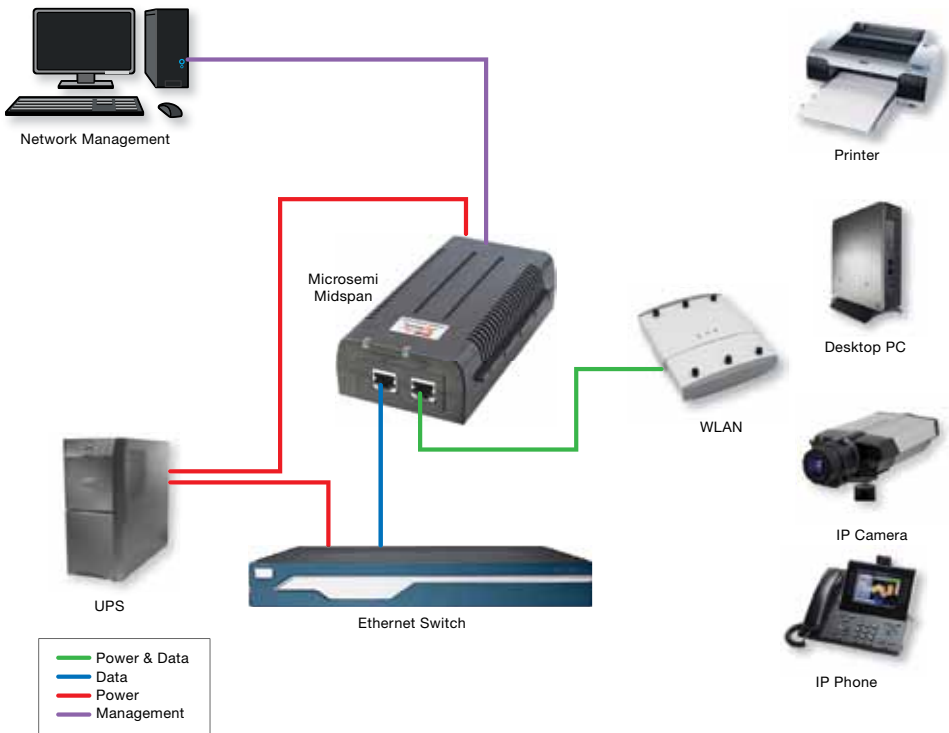 Network Management
Printer
Microsemi
Midspan
Desktop PC
WLAN
IP Camera
UPS
Ethernet Switch
IP Phone
Power & Data
Data
Power
Management